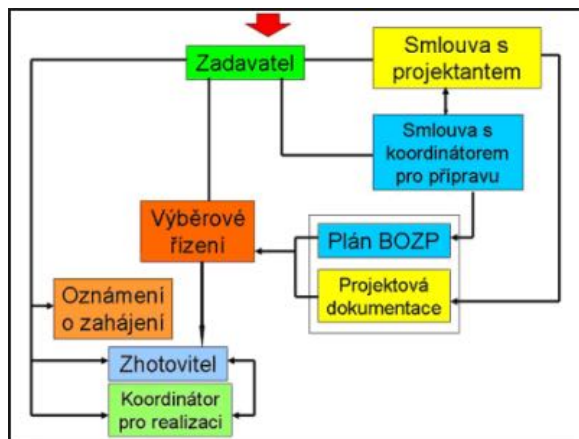 Zadavatel
Smlouva s
projektantem
Smlouva s
koordinátorem
pro přípravu
Výběrové
řízení
Plán BOZP
Projektová
dokumentace
Oznámení
o zahájení
Zhotovitel
Koordinátor
pro realizaci